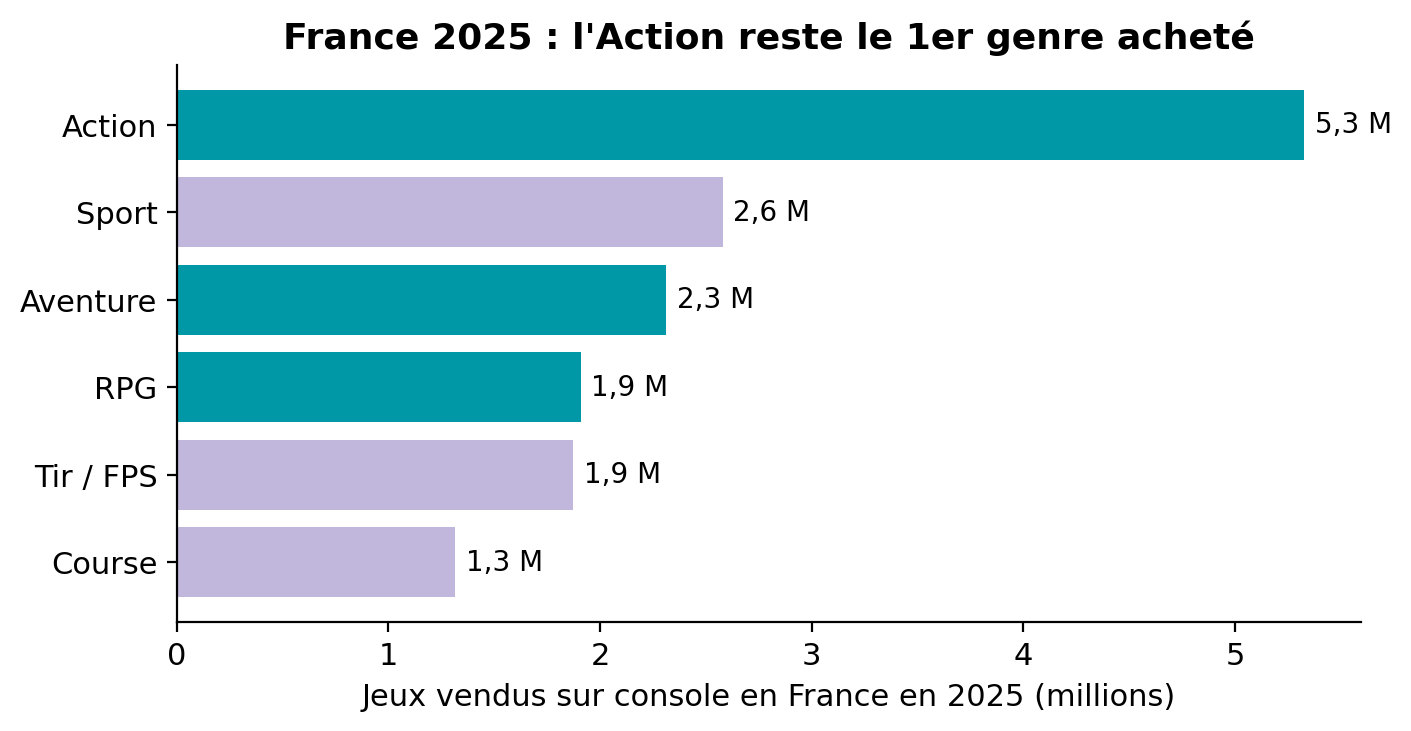 France 2025 : l'Action reste le 1er genre acheté
Action
5,3 M
Sport
2,6 M
Aventure
2,3 M
RPG
1,9 M
Tir / FPS
1,9 M
Course
1,3 M
0 1 2 3 4 5
Jeux vendus sur console en France en 2025 (millions)